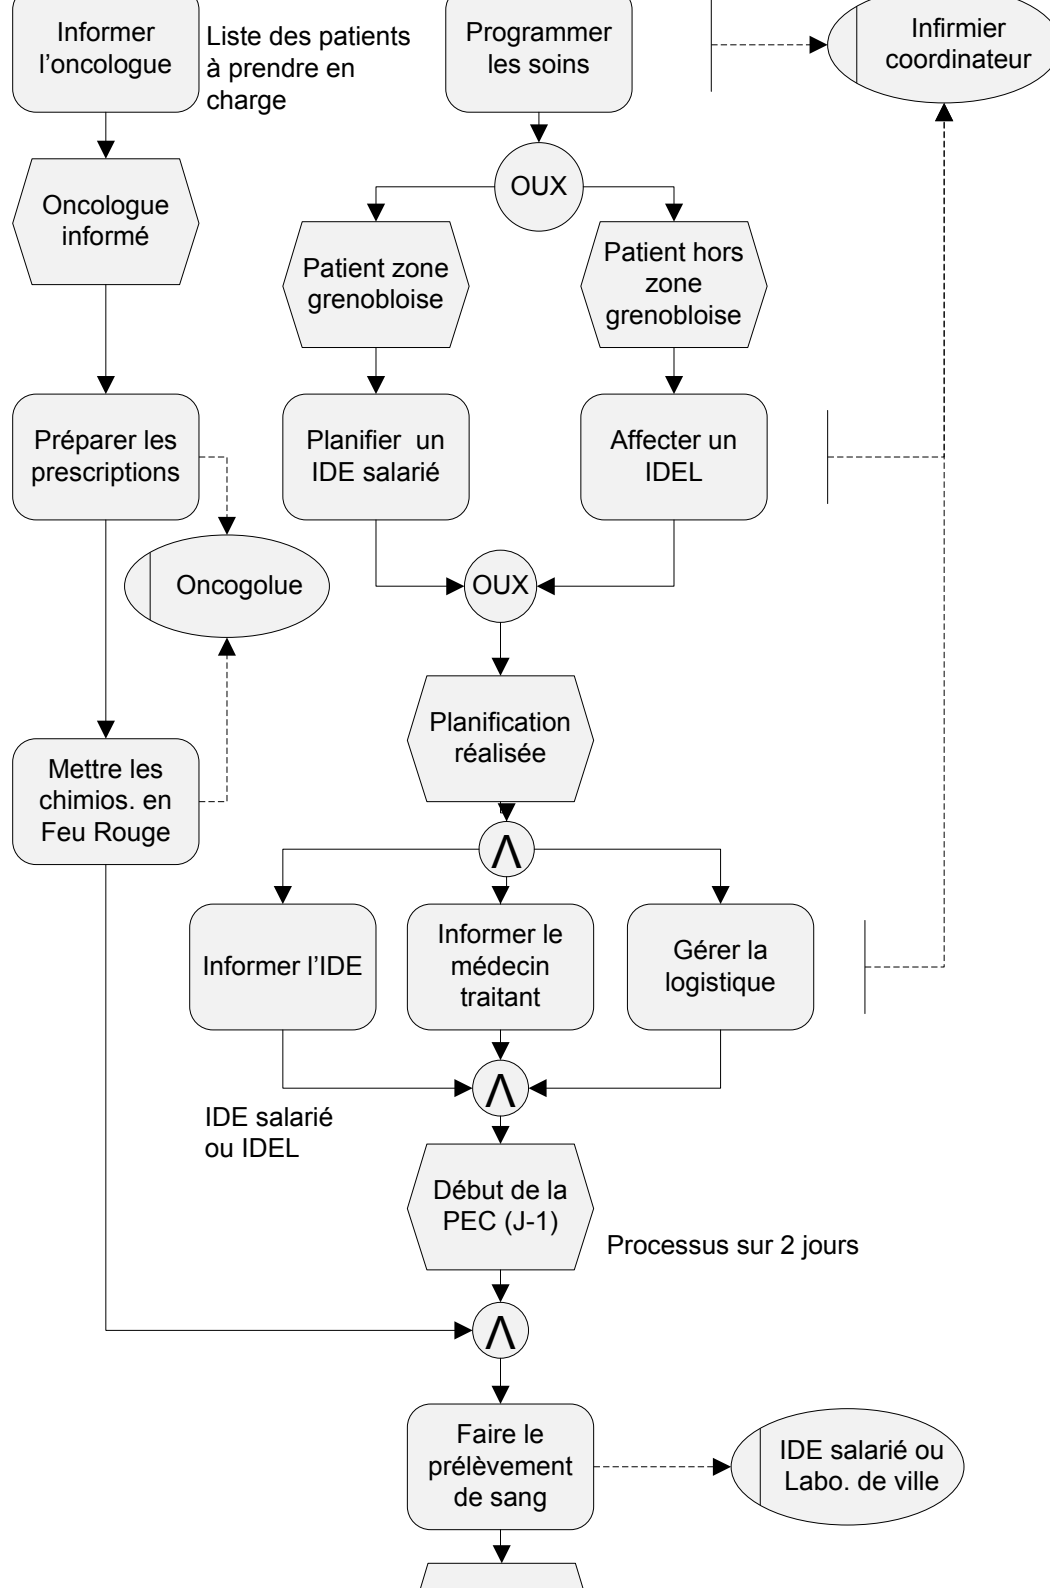 Informer
l'oncologue
Liste des patients
à prendre en
charge
Programmer
les soins
Infirmier
coordinateur
OUX
Oncologue
informé
Patient zone
grenobloise
Patient hors
zone
grenobloise
Préparer les
prescriptions
Planifier un
IDE salarié
Affecter un
IDEL
Oncogolue
OUX
Planification
réalisée
Mettre les
chimios. en
Feu Rouge
Λ
Informer l'IDE
Informer le
médecin
traitant
Gérer la
logistique
Λ
IDE salarié
ou IDEL
Début de la
PEC (J-1)
Processus sur 2 jours
Λ
Faire le
prélèvement
de sang
IDE salarié ou
Labo. de ville